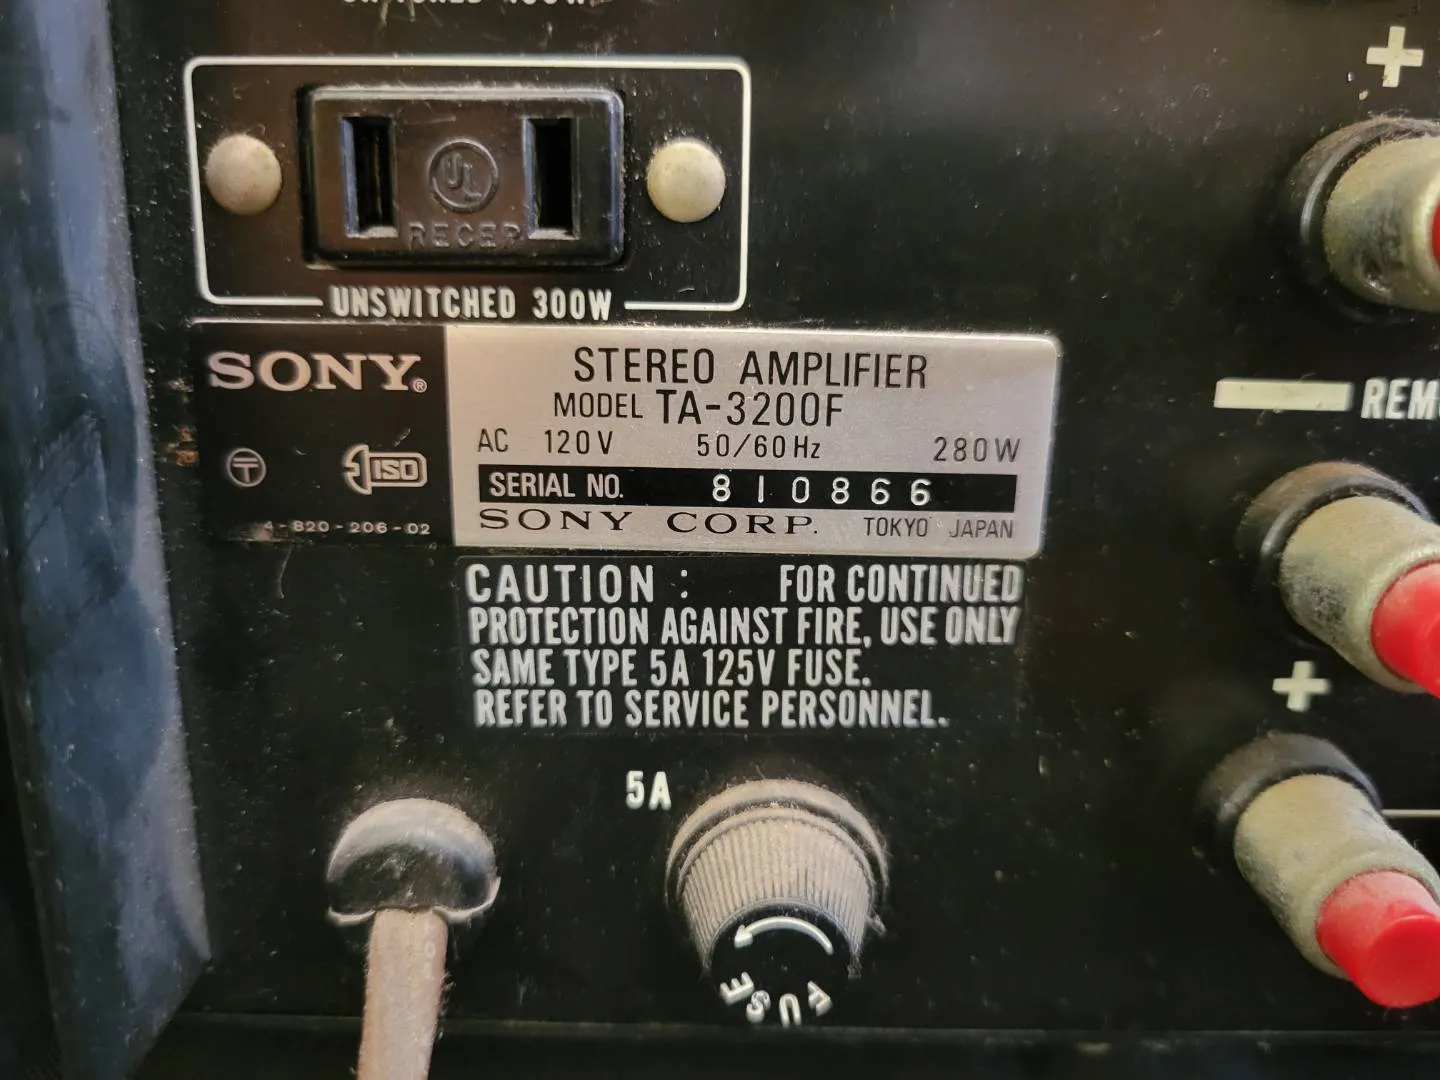 UL
RECEP
UNSWITCHED 300W
SONY®
STEREO AMPLIFIER
MODEL TA-3200F
AC 120V 50/60Hz 280W
T
ISO
SERIAL NO. 810866
4-820-206-02
SONY CORP. TOKYO JAPAN
CAUTION : FOR CONTINUED
PROTECTION AGAINST FIRE, USE ONLY
SAME TYPE 5A 125V FUSE.
REFER TO SERVICE PERSONNEL.
5A
FUSE
+
REM
+